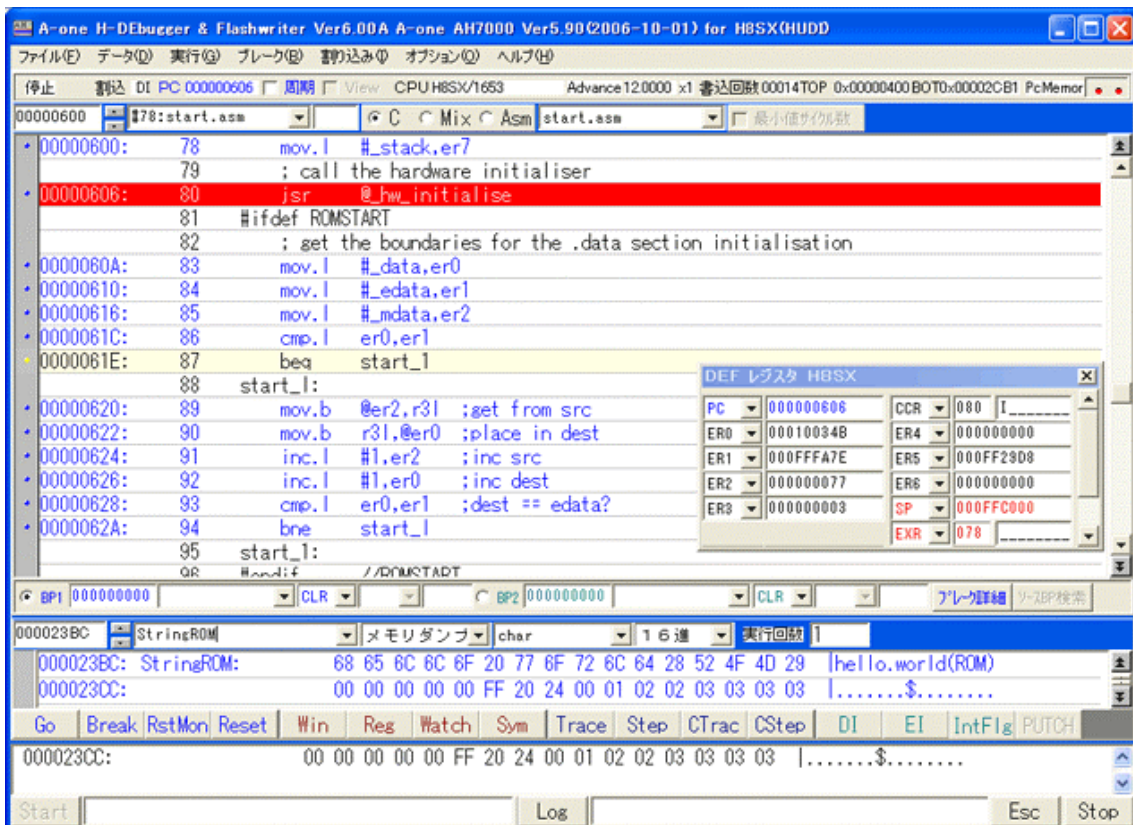 A-one H-DEbugger & Flashwriter Ver6.00A A-one AH7000 Ver5.90(2006-10-01) for H8SX(HUDI)
ファイル(F) データ(D) 実行(G) ブレーク(B) 割り込み(I) オプション(O) ヘルプ(H)
停止 割込 DI PC 000000606 周期 View CPU H8SX/1653 Advance 12.0000 x1 書込回数 00014 TOP 0x00000400 BOT0x00002CB1 PcMemor
00000600 #78:start.asm C Mix Asm start.asm 最小値サイクル数
00000600: 78 mov.l #_stack,er7
79 ; call the hardware initialiser
00000606: 80 jsr @_hw_initialise
81 #ifdef ROMSTART
82 ; get the boundaries for the .data section initialisation
0000060A: 83 mov.l #_data,er0
00000610: 84 mov.l #_edata,er1
00000616: 85 mov.l #_mdata,er2
0000061C: 86 cmp.l er0,er1
0000061E: 87 beq start_1
88 start_l:
00000620: 89 mov.b @er2,r3l ;get from src
00000622: 90 mov.b r3l,@er0 ;place in dest
00000624: 91 inc.l #1,er2 ;inc src
00000626: 92 inc.l #1,er0 ;inc dest
00000628: 93 cmp.l er0,er1 ;dest == edata?
0000062A: 94 bne start_l
95 start_1:
96 #endif //ROMSTART
DEF レジスタ H8SX
PC 000000606 CCR 080 I_______
ER0 00010034B ER4 000000000
ER1 000FFFA7E ER5 000FF23D8
ER2 000000077 ER6 000000000
ER3 000000003 SP 000FFC000
EXR 078 ________
BP1 000000000 CLR BP2 000000000 CLR ブレーク詳細 ソースBP検索
000023BC StringROM メモリダンプ char 16進 実行回数 1
000023BC: StringROM: 68 65 6C 6C 6F 20 77 6F 72 6C 64 28 52 4F 4D 29 |hello.world(ROM)
000023CC: 00 00 00 00 00 FF 20 24 00 01 02 02 03 03 03 03 |.......$........
Go Break RstMon Reset Win Reg Watch Sym Trace Step CTrac CStep DI EI IntFlg PUTCH
000023CC: 00 00 00 00 00 FF 20 24 00 01 02 02 03 03 03 03 |.......$........
Start Log Esc Stop